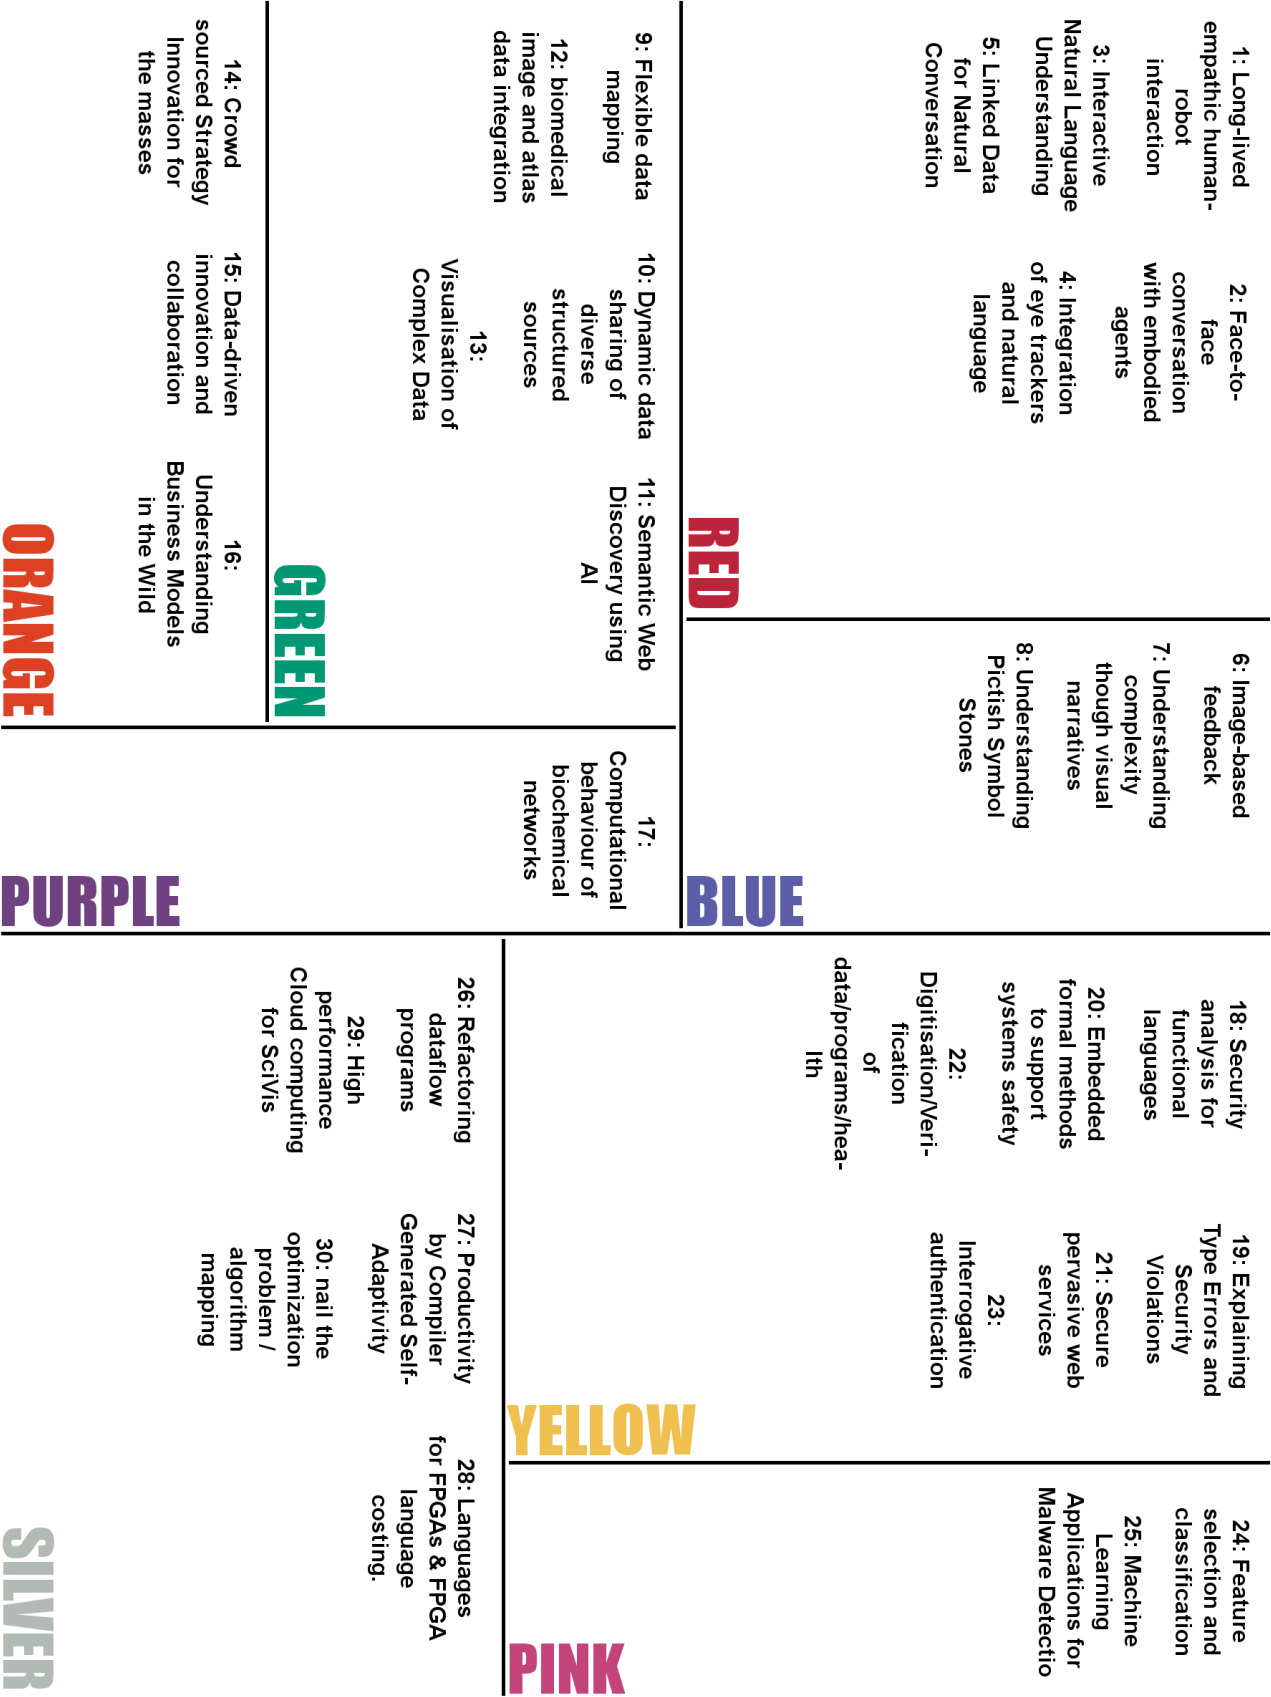 1: Long-lived
empathic human-
robot
interaction
2: Face-to-
face
conversation
with embodied
agents
3: Interactive
Natural Language
Understanding
4: Integration
of eye trackers
and natural
language
5: Linked Data
for Natural
Conversation
RED
6: Image-based
feedback
7: Understanding
complexity
though visual
narratives
8: Understanding
Pictish Symbol
Stones
BLUE
18: Security
analysis for
functional
languages
19: Explaining
Type Errors and
Security
Violations
20: Embedded
formal methods
to support
systems safety
21: Secure
pervasive web
services
22:
Digitisation/Veri-
fication
of
data/programs/hea-
lth
23:
Interrogative
authentication
YELLOW
24: Feature
selection and
classification
25: Machine
Learning
Applications for
Malware Detectio
PINK
9: Flexible data
mapping
10: Dynamic data
sharing of
diverse
structured
sources
11: Semantic Web
Discovery using
AI
12: biomedical
image and atlas
data integration
13:
Visualisation of
Complex Data
GREEN
14: Crowd
sourced Strategy
Innovation for
the masses
15: Data-driven
innovation and
collaboration
16:
Understanding
Business Models
in the Wild
ORANGE
17:
Computational
behaviour of
biochemical
networks
PURPLE
26: Refactoring
dataflow
programs
27: Productivity
by Compiler
Generated Self-
Adaptivity
28: Languages
for FPGAs & FPGA
language
costing.
29: High
performance
Cloud computing
for SciVis
30: nail the
optimization
problem /
algorithm
mapping
SILVER